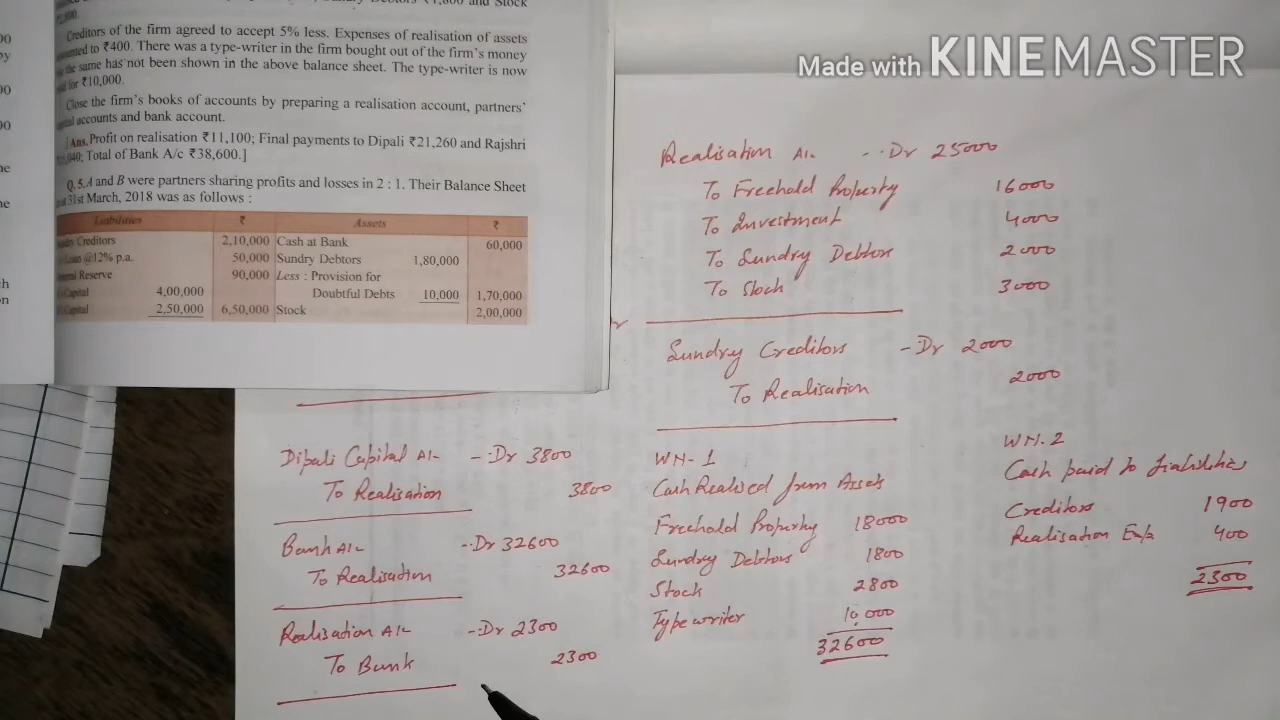 and Stock
Creditors of the firm agreed to accept 5% less. Expenses of realisation of assets
to ₹400. There was a type-writer in the firm bought out of the firm's money
the same has not been shown in the above balance sheet. The type-writer is now
for ₹10,000.
Close the firm's books of accounts by preparing a realisation account, partners'
accounts and bank account.
[Ans. Profit on realisation ₹11,100; Final payments to Dipali ₹21,260 and Rajshri
Total of Bank A/c ₹38,600.]
Q.5. A and B were partners sharing profits and losses in 2 : 1. Their Balance Sheet
31st March, 2018 was as follows :
Liabilities ₹ Assets ₹
Creditors 2,10,000 Cash at Bank 60,000
@12% p.a. 50,000 Sundry Debtors 1,80,000
Reserve 90,000 Less : Provision for
Capital 4,00,000 Doubtful Debts 10,000 1,70,000
Capital 2,50,000 6,50,000 Stock 2,00,000
Made with KINEMASTER
Realisation A/c -- Dr 25000
To Freehold Property 16000
To Investment 4000
To Sundry Debtors 2000
To Stock 3000
Sundry Creditors - Dr 2000
To Realisation 2000
Dipali Capital A/c - Dr 3800
To Realisation 3800
Bank A/c - Dr 32600
To Realisation 32600
Realisation A/c - Dr 2300
To Bank 2300
WN-1
Cash Realised from Assets
Freehold Property 18000
Sundry Debtors 1800
Stock 2800
Typewriter 10,000
32600
WN. 2
Cash paid to liabilities
Creditors 1900
Realisation Exp 400
2300